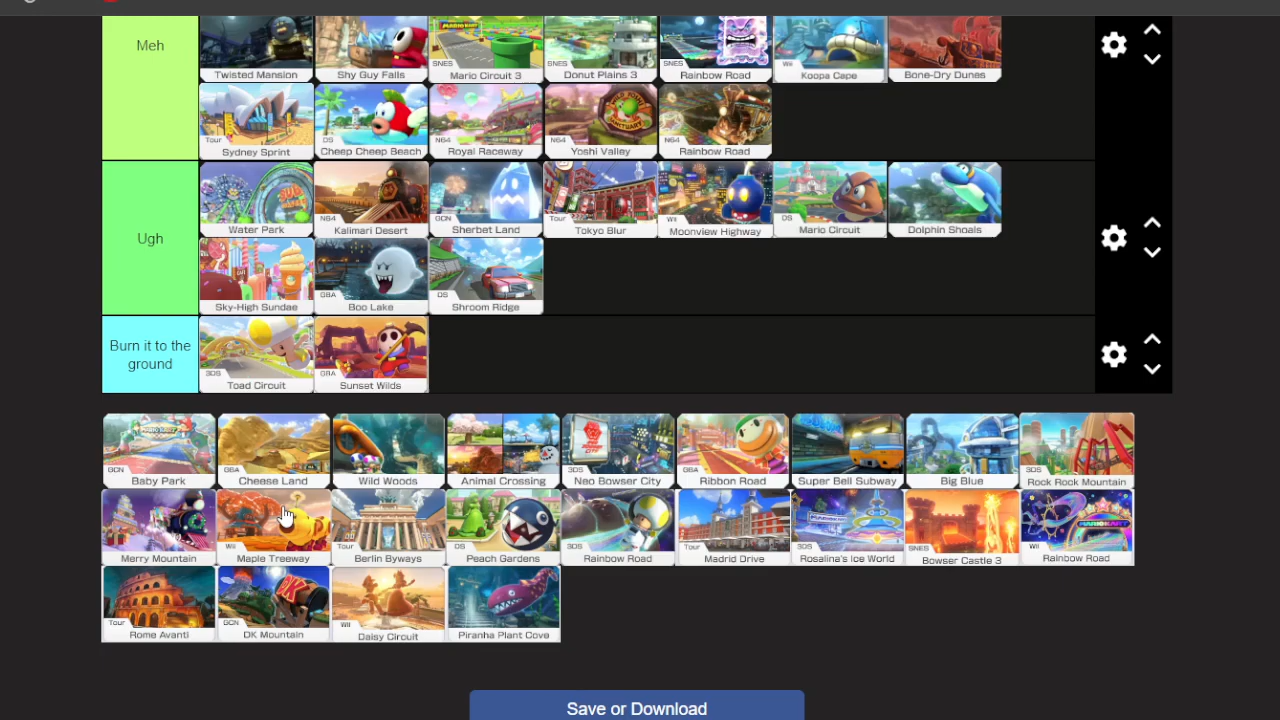 Meh
Twisted Mansion
Shy Guy Falls
SNES
Mario Circuit 3
SNES
Donut Plains 3
SNES
Rainbow Road
Wii
Koopa Cape
Bone-Dry Dunes
Tour
Sydney Sprint
DS
Cheep Cheep Beach
N64
Royal Raceway
N64
Yoshi Valley
N64
Rainbow Road
Ugh
Water Park
N64
Kalimari Desert
GCN
Sherbet Land
Tour
Tokyo Blur
Wii
Moonview Highway
DS
Mario Circuit
Dolphin Shoals
Sky-High Sundae
GBA
Boo Lake
DS
Shroom Ridge
Burn it to the
ground
3DS
Toad Circuit
GBA
Sunset Wilds
GCN
Baby Park
GBA
Cheese Land
Wild Woods
Animal Crossing
3DS
Neo Bowser City
GBA
Ribbon Road
Super Bell Subway
Big Blue
3DS
Rock Rock Mountain
Merry Mountain
Wii
Maple Treeway
Tour
Berlin Byways
DS
Peach Gardens
3DS
Rainbow Road
Tour
Madrid Drive
3DS
Rosalina's Ice World
SNES
Bowser Castle 3
MARIOKART
Wii
Rainbow Road
Tour
Rome Avanti
GCN
DK Mountain
Wii
Daisy Circuit
Piranha Plant Cove
Save or Download